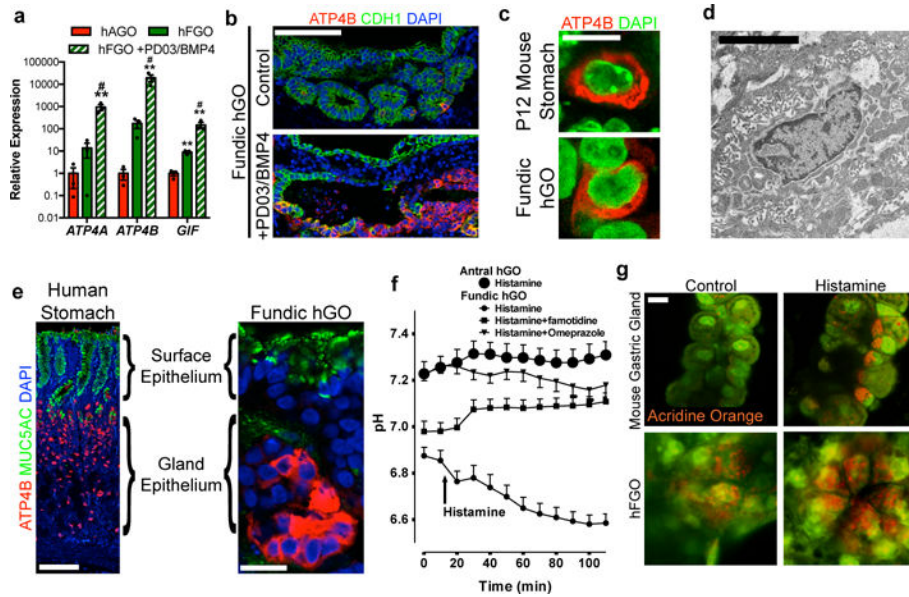 a
hAGO hFGO
hFGO +PD03/BMP4
Relative Expression
100000
10000
1000
100
10
1
0.1
0.01
#
**
#
**
**
#
**
ATP4A ATP4B GIF
b
ATP4B CDH1 DAPI
Fundic hGO
Control
+PD03/BMP4
c
ATP4B DAPI
P12 Mouse
Stomach
Fundic
hGO
d
e
Human
Stomach
Fundic hGO
ATP4B MUC5AC DAPI
Surface
Epithelium
Gland
Epithelium
f
Antral hGO
Histamine
Fundic hGO
Histamine
Histamine+famotidine
Histamine+Omeprazole
pH
7.4
7.2
7.0
6.8
6.6
Histamine
0 20 40 60 80 100
Time (min)
g
Control Histamine
Mouse Gastric Gland
Acridine Orange
hFGO